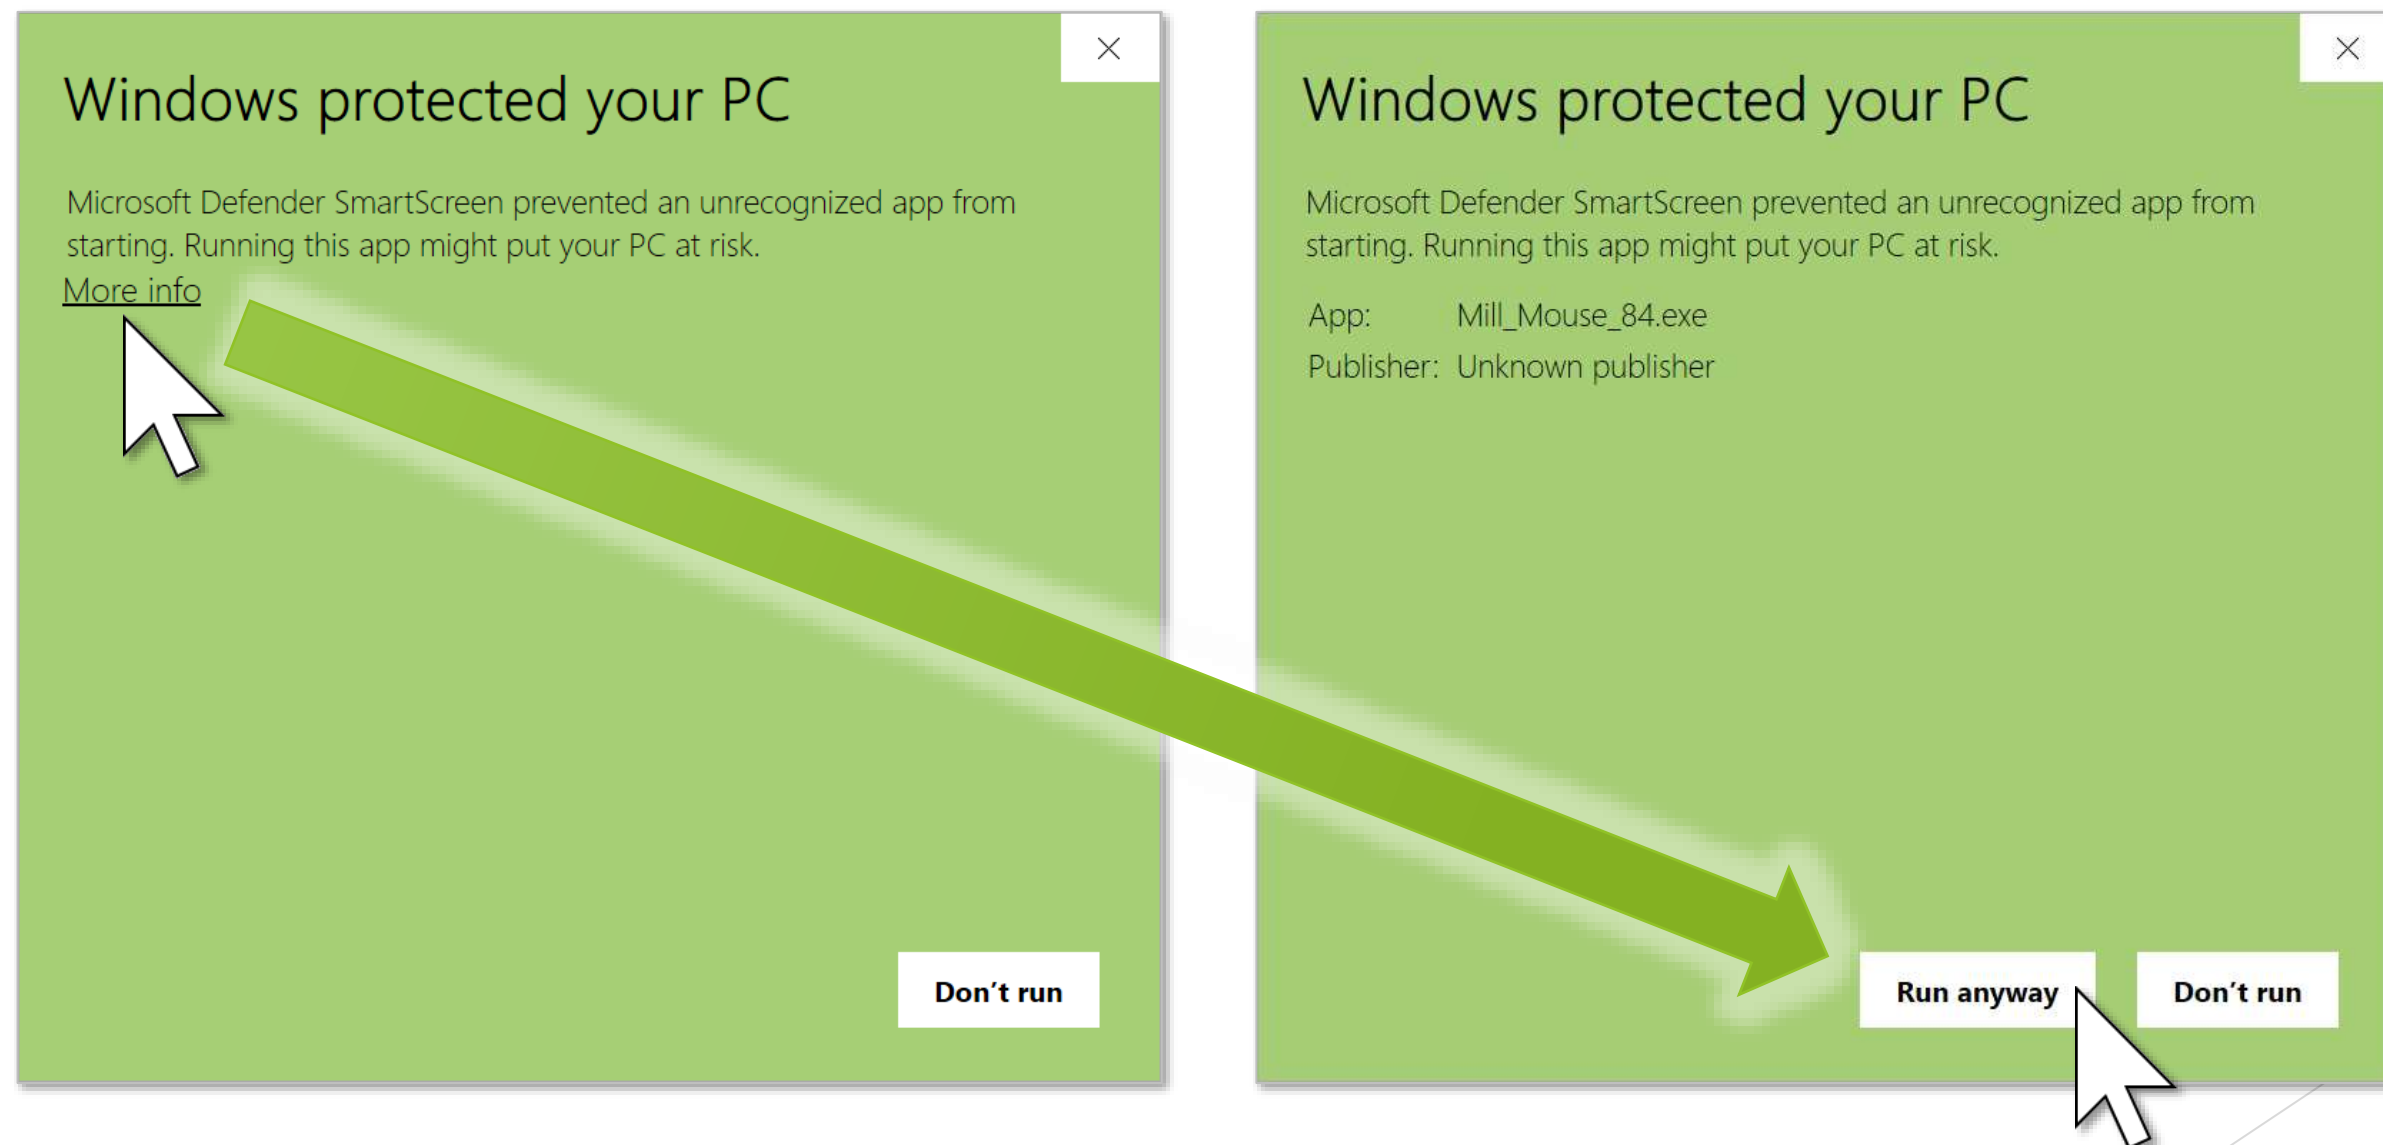 Windows protected your PC
Microsoft Defender SmartScreen prevented an unrecognized app from
starting. Running this app might put your PC at risk.
More info
Don't run
Windows protected your PC
Microsoft Defender SmartScreen prevented an unrecognized app from
starting. Running this app might put your PC at risk.
App: Mill_Mouse_84.exe
Publisher: Unknown publisher
Run anyway Don't run